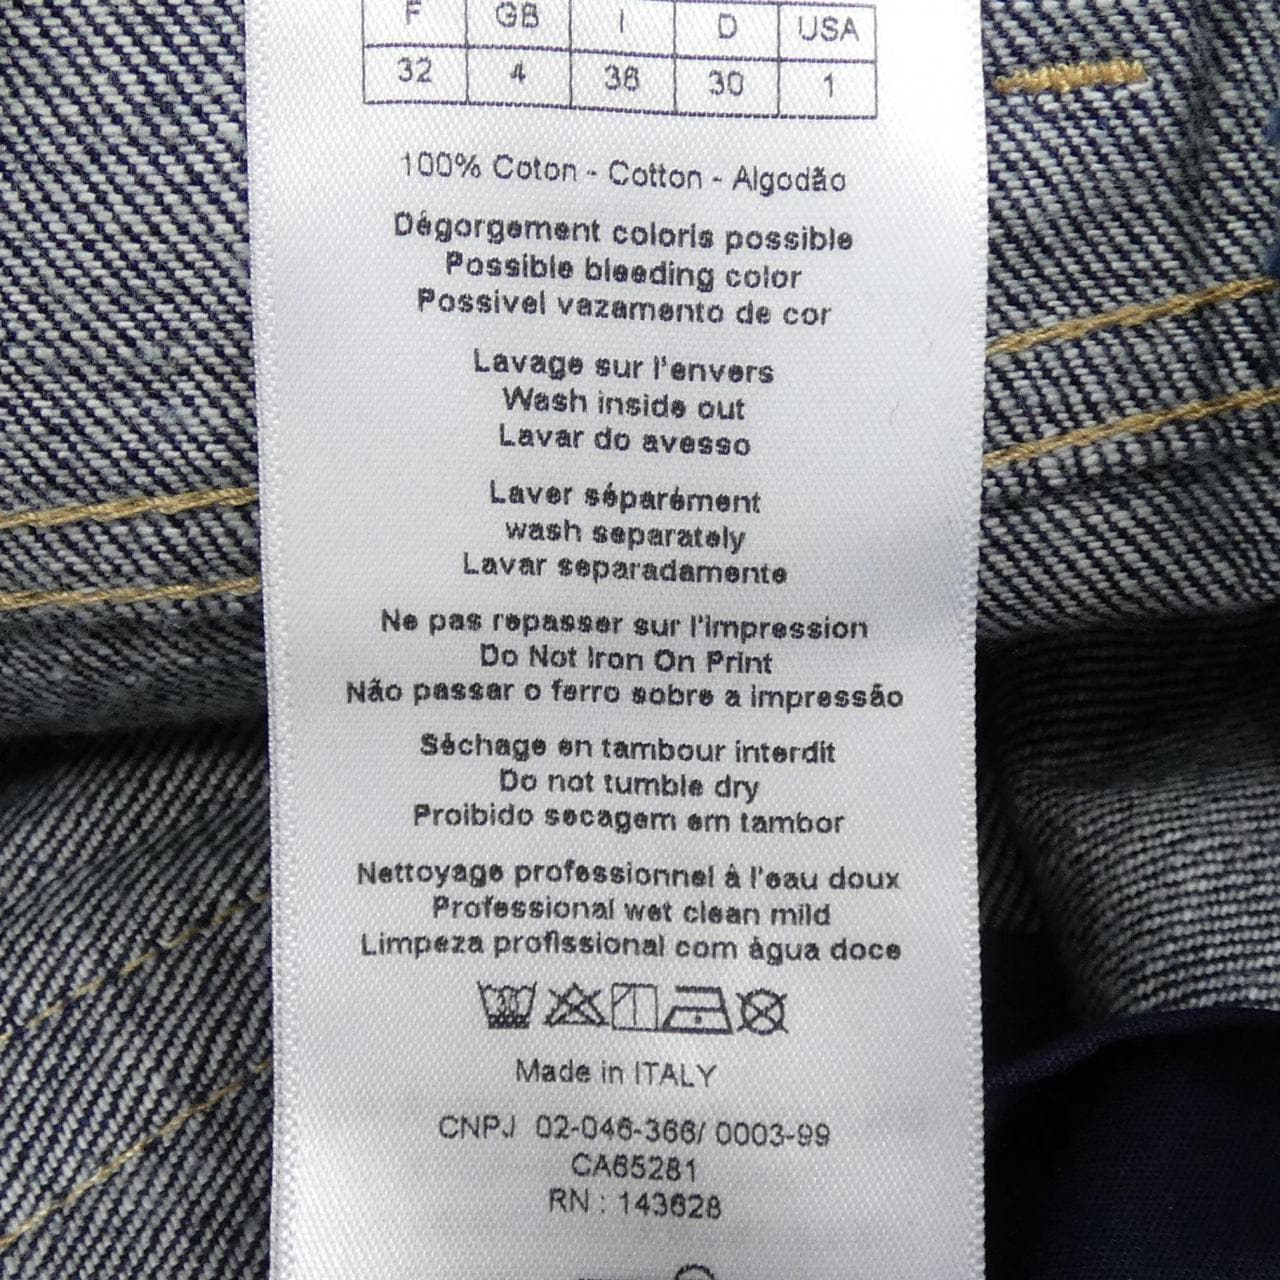 F GB I D USA
32 4 36 30 1
100% Coton - Cotton - Algodão
Dégorgement coloris possible
Possible bleeding color
Possivel vazamento de cor
Lavage sur l'envers
Wash inside out
Lavar do avesso
Laver séparément
wash separately
Lavar separadamente
Ne pas repasser sur l'impression
Do Not Iron On Print
Não passar o ferro sobre a impressão
Séchage en tambour interdit
Do not tumble dry
Proibido secagem em tambor
Nettoyage professionnel à l'eau doux
Professional wet clean mild
Limpeza profissional com àgua doce
30
Made in ITALY
CNPJ 02-046-366/ 0003-99
CA65281
RN : 143628